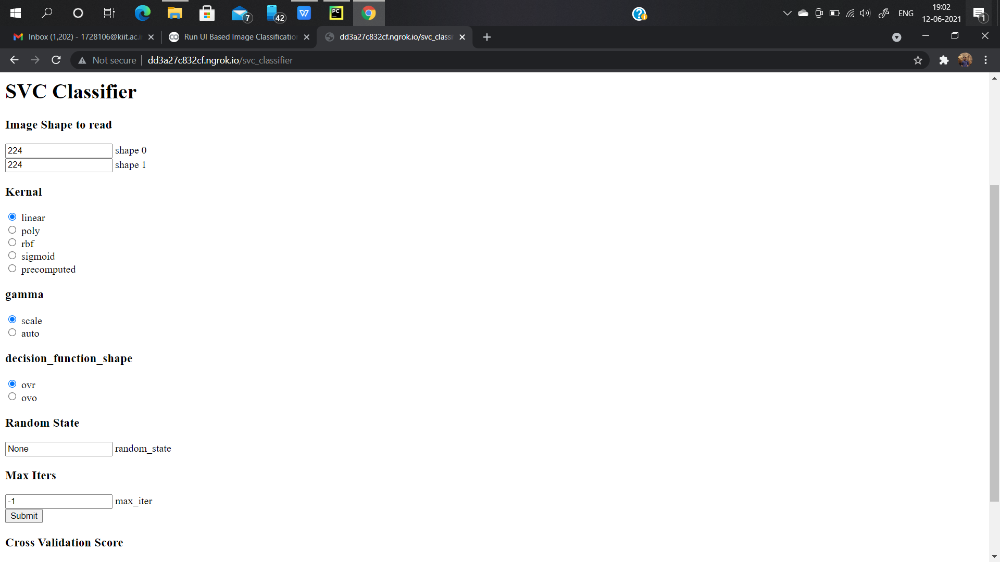 7
42
W
PC
ENG
19:02
12-06-2021
1
Inbox (1,202) - 1728106@kiit.ac.i
Run UI Based Image Classification
dd3a27c832cf.ngrok.io/svc_classi
Not secure | dd3a27c832cf.ngrok.io/svc_classifier
SVC Classifier
Image Shape to read
224 shape 0
224 shape 1
Kernal
linear
poly
rbf
sigmoid
precomputed
gamma
scale
auto
decision_function_shape
ovr
ovo
Random State
None random_state
Max Iters
-1 max_iter
Submit
Cross Validation Score